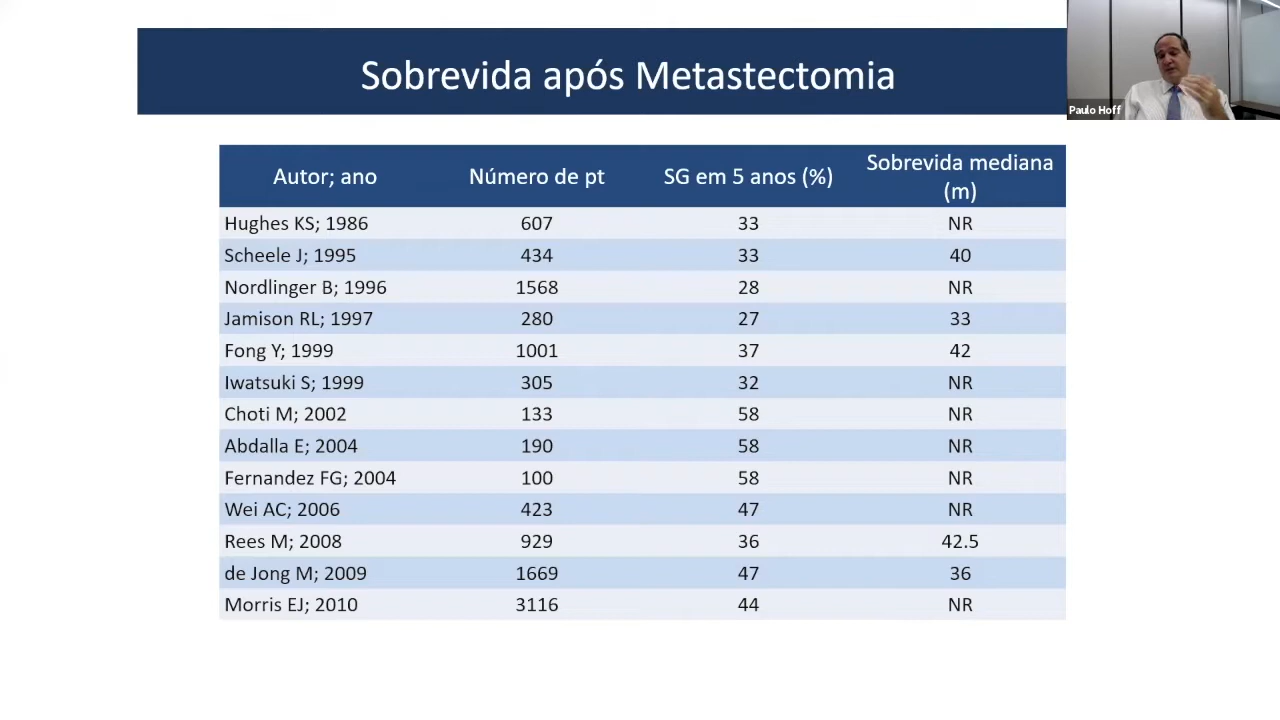 Sobrevida após Metastectomia
Paulo Hoff
Autor; ano Número de pt SG em 5 anos (%) Sobrevida mediana (m)
Hughes KS; 1986 607 33 NR
Scheele J; 1995 434 33 40
Nordlinger B; 1996 1568 28 NR
Jamison RL; 1997 280 27 33
Fong Y; 1999 1001 37 42
Iwatsuki S; 1999 305 32 NR
Choti M; 2002 133 58 NR
Abdalla E; 2004 190 58 NR
Fernandez FG; 2004 100 58 NR
Wei AC; 2006 423 47 NR
Rees M; 2008 929 36 42.5
de Jong M; 2009 1669 47 36
Morris EJ; 2010 3116 44 NR